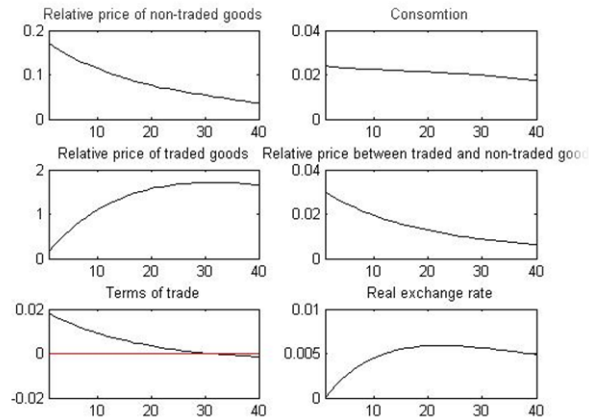 Relative price of non-traded goods
0.2
0.1
0
10 20 30 40
Consomtion
0.04
0.02
0
10 20 30 40
Relative price of traded goods
2
1
0
10 20 30 40
Relative price between traded and non-traded good
0.04
0.02
0
10 20 30 40
Terms of trade
0.02
0
-0.02
10 20 30 40
Real exchange rate
0.01
0.005
0
10 20 30 40